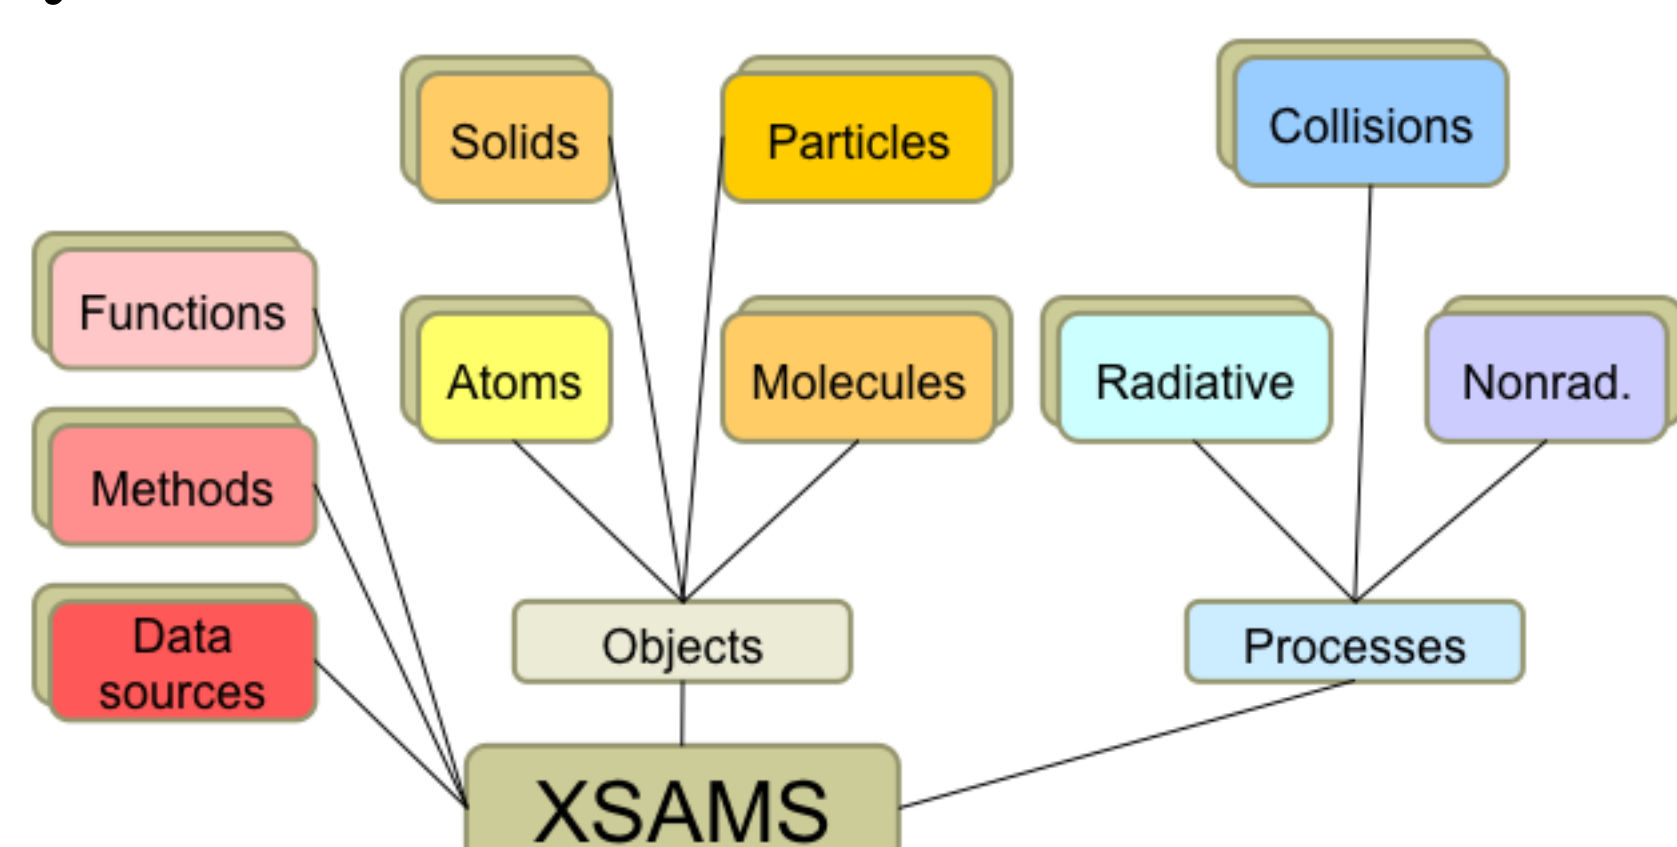 Solids
Particles
Collisions
Functions
Atoms
Molecules
Radiative
Nonrad.
Methods
Data
sources
Objects
Processes
XSAMS